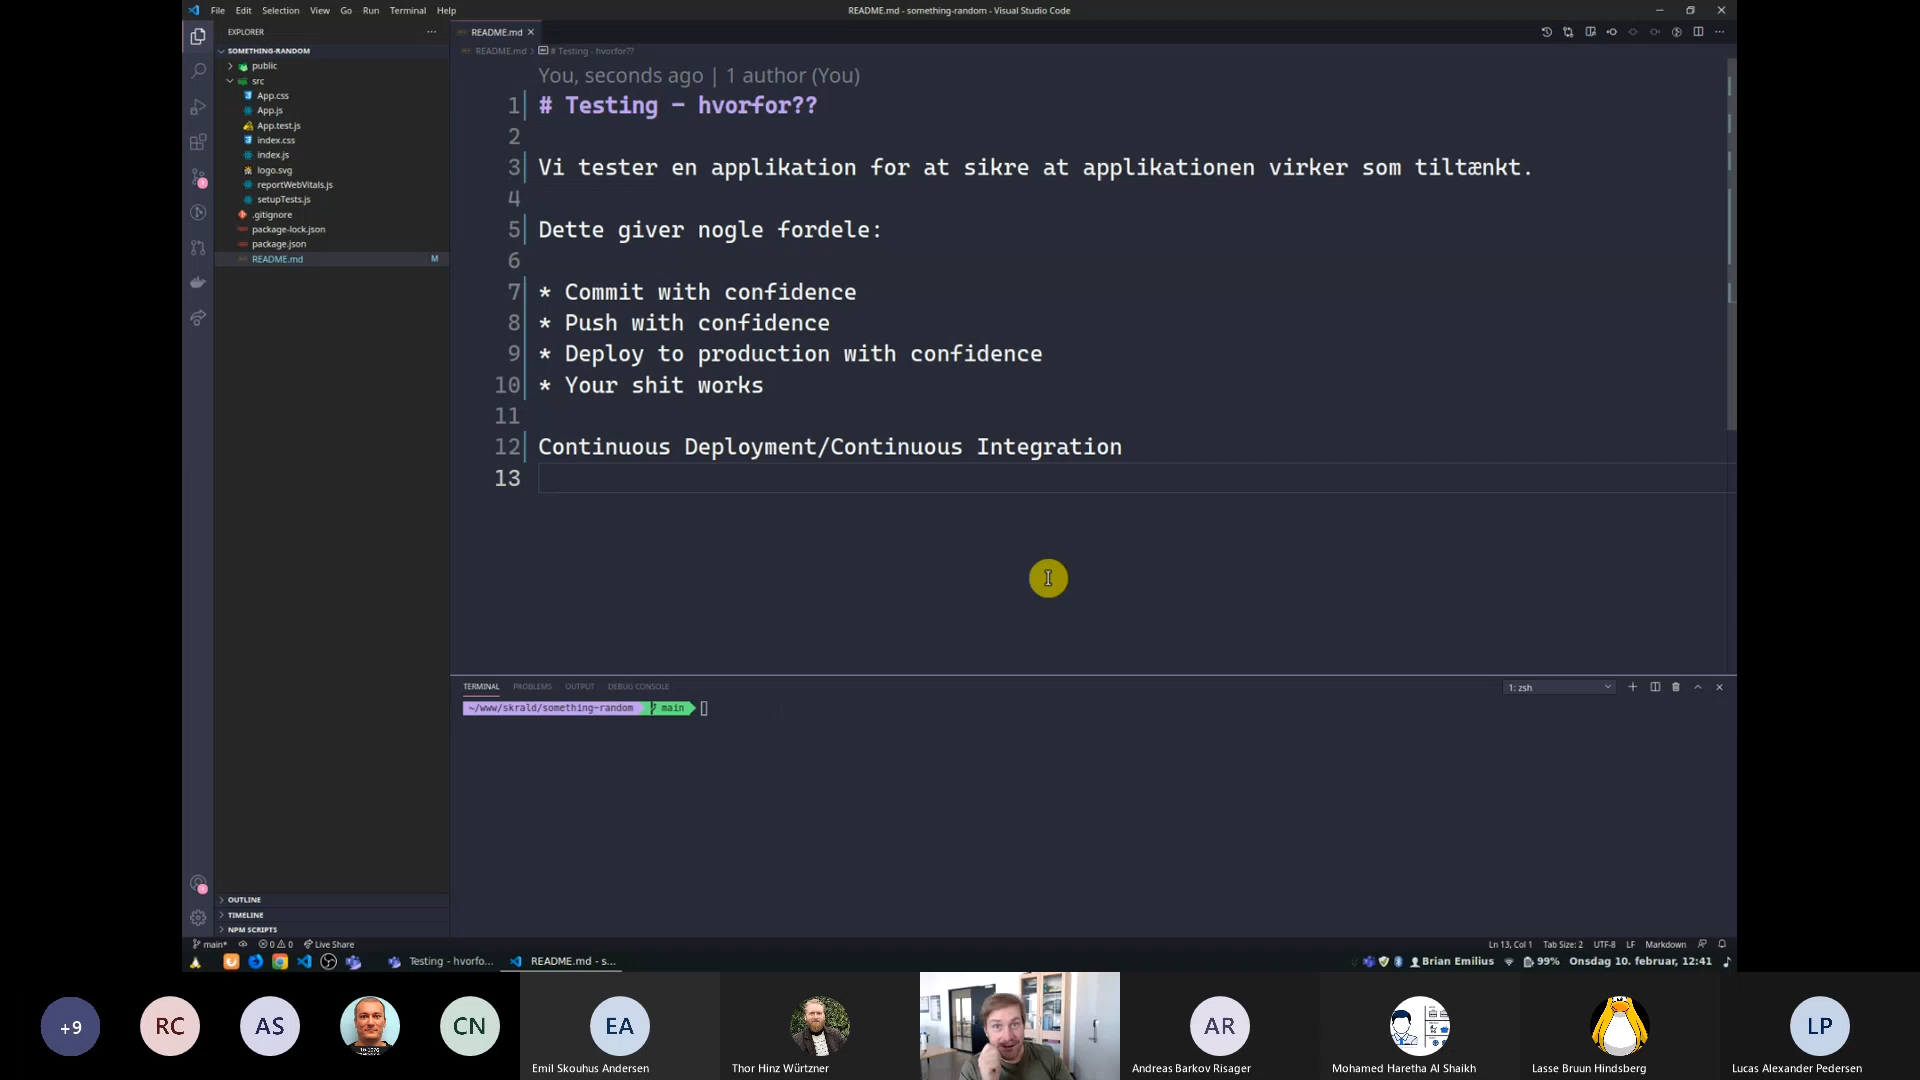 File Edit Selection View Go Run Terminal Help
README.md - something-random - Visual Studio Code
EXPLORER
README.md
SOMETHING-RANDOM
README.md > # Testing - hvorfor??
public
src
App.css
App.js
App.test.js
index.css
index.js
logo.svg
reportWebVitals.js
setupTests.js
.gitignore
package-lock.json
package.json
README.md M
You, seconds ago | 1 author (You)
1 # Testing - hvorfor??
2
3 Vi tester en applikation for at sikre at applikationen virker som tiltænkt.
4
5 Dette giver nogle fordele:
6
7 * Commit with confidence
8 * Push with confidence
9 * Deploy to production with confidence
10 * Your shit works
11
12 Continuous Deployment/Continuous Integration
13
TERMINAL PROBLEMS OUTPUT DEBUG CONSOLE
1: zsh
~/www/skrald/something-random main
OUTLINE
TIMELINE
NPM SCRIPTS
main* 0 0 Live Share
Ln 13, Col 1 Tab Size: 2 UTF-8 LF Markdown
Testing - hvorfo...
README.md - s...
Brian Emilius 99% Onsdag 10. februar, 12:41
+9
RC
AS
CN
EA
AR
LP
Emil Skouhus Andersen
Thor Hinz Würtzner
Andreas Barkov Risager
Mohamed Haretha Al Shaikh
Lasse Bruun Hindsberg
Lucas Alexander Pedersen